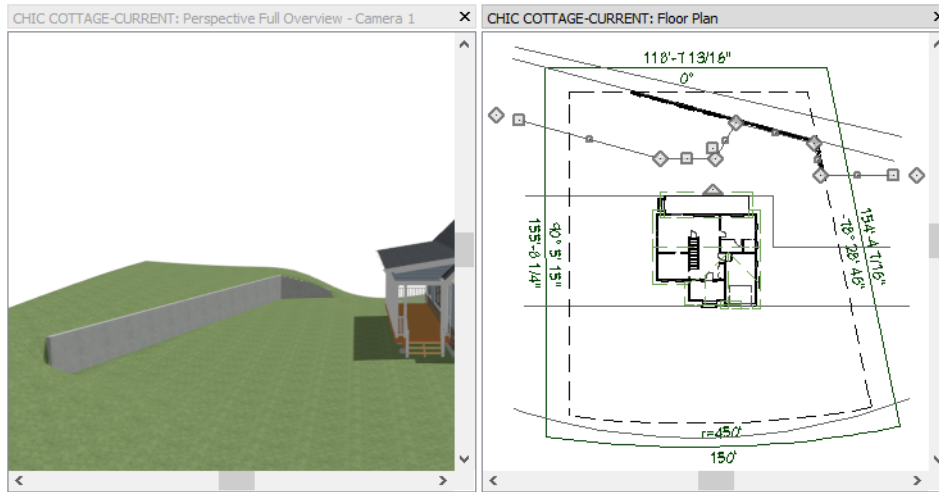 CHIC COTTAGE-CURRENT: Perspective Full Overview - Camera 1
CHIC COTTAGE-CURRENT: Floor Plan
118'-7 13/16"
0°
155'-8 1/4"
90° 5' 15"
154'-4 7/16"
-78° 28' 46"
r=450'
150'